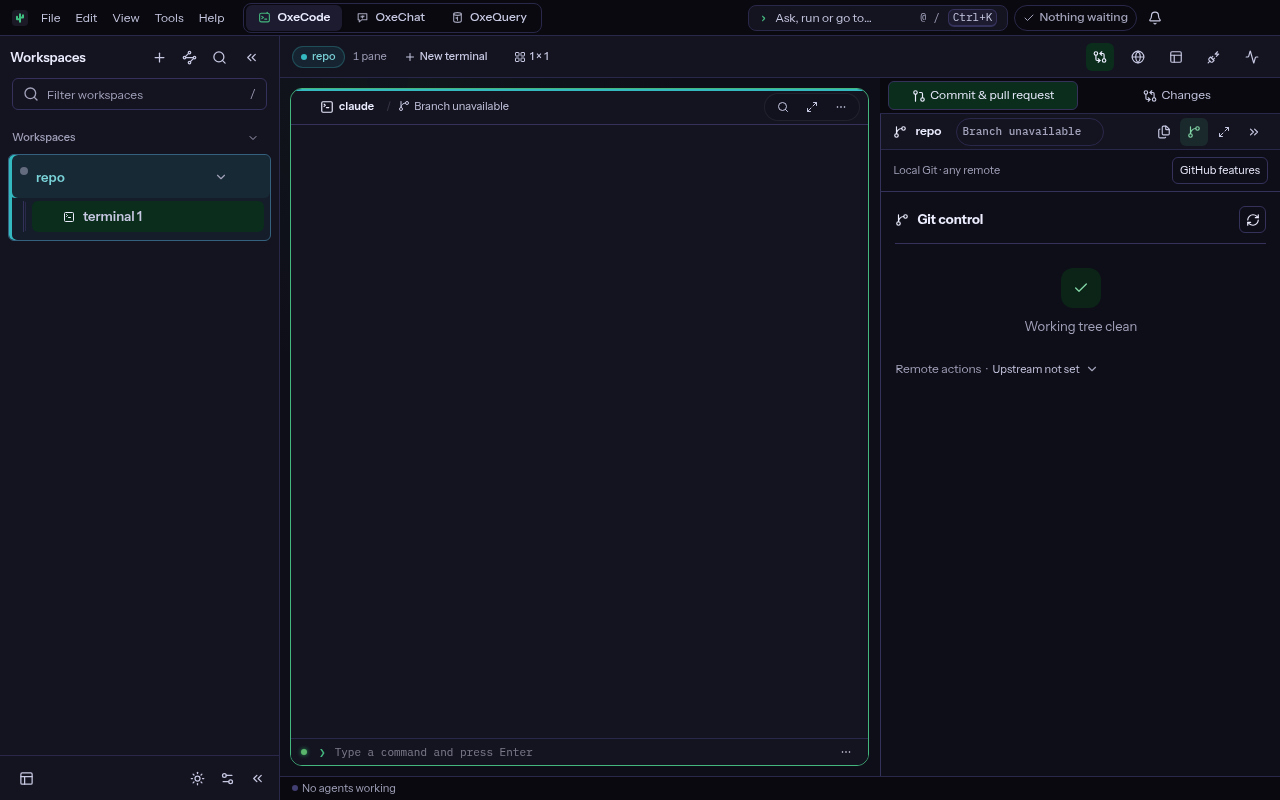 File Edit View Tools Help OxeCode OxeChat OxeQuery › Ask, run or go to... @ / Ctrl+K Nothing waiting
Workspaces
repo 1 pane New terminal 1×1
Filter workspaces /
Workspaces
repo
terminal 1
claude / Branch unavailable
Type a command and press Enter
Commit & pull request Changes
repo Branch unavailable
Local Git · any remote GitHub features
Git control
Working tree clean
Remote actions · Upstream not set
No agents working